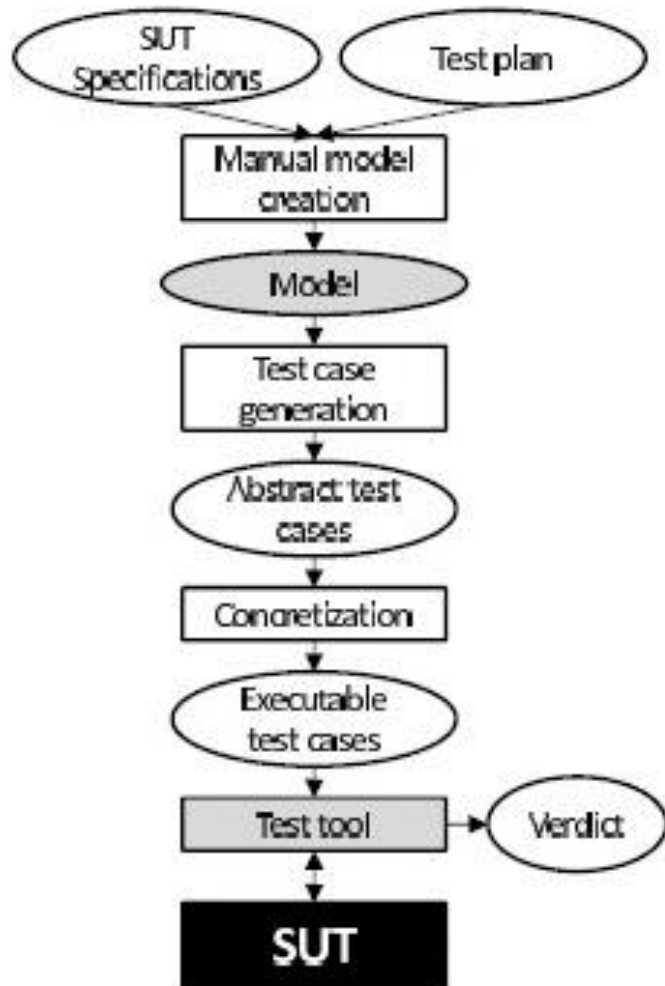 SUT
Specifications
Test plan
Manual model
creation
Model
Test case
generation
Abstract test
cases
Concretization
Executable
test cases
Test tool
Verdict
SUT